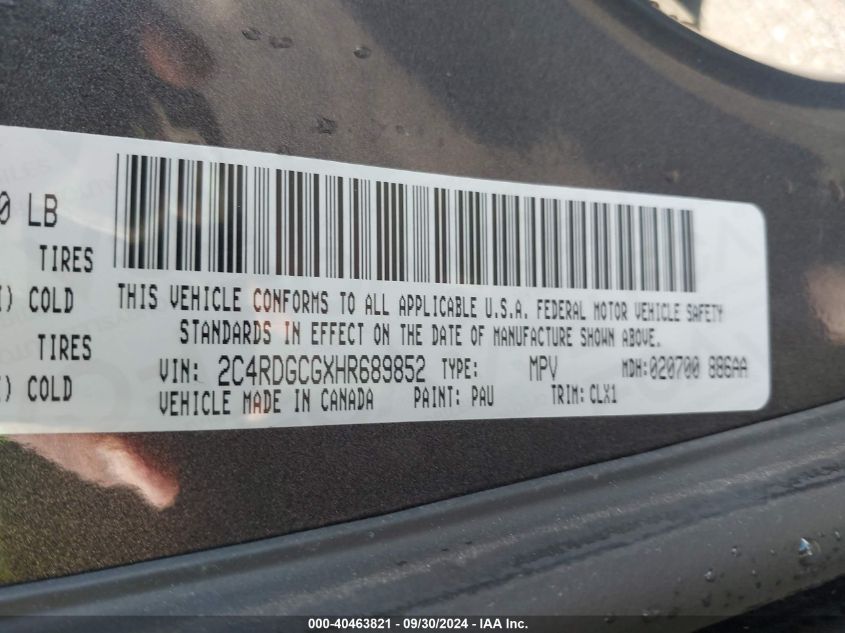 0 LB
TIRES
) COLD
TIRES
) COLD
THIS VEHICLE CONFORMS TO ALL APPLICABLE U.S.A. FEDERAL MOTOR VEHICLE SAFETY
STANDARDS IN EFFECT ON THE DATE OF MANUFACTURE SHOWN ABOVE.
VIN: 2C4RDGCGXHR689852 TYPE: MPV MDH:020700 886AA
VEHICLE MADE IN CANADA PAINT: PAU TRIM: CLX1
000-40463821 - 09/30/2024 - IAA Inc.